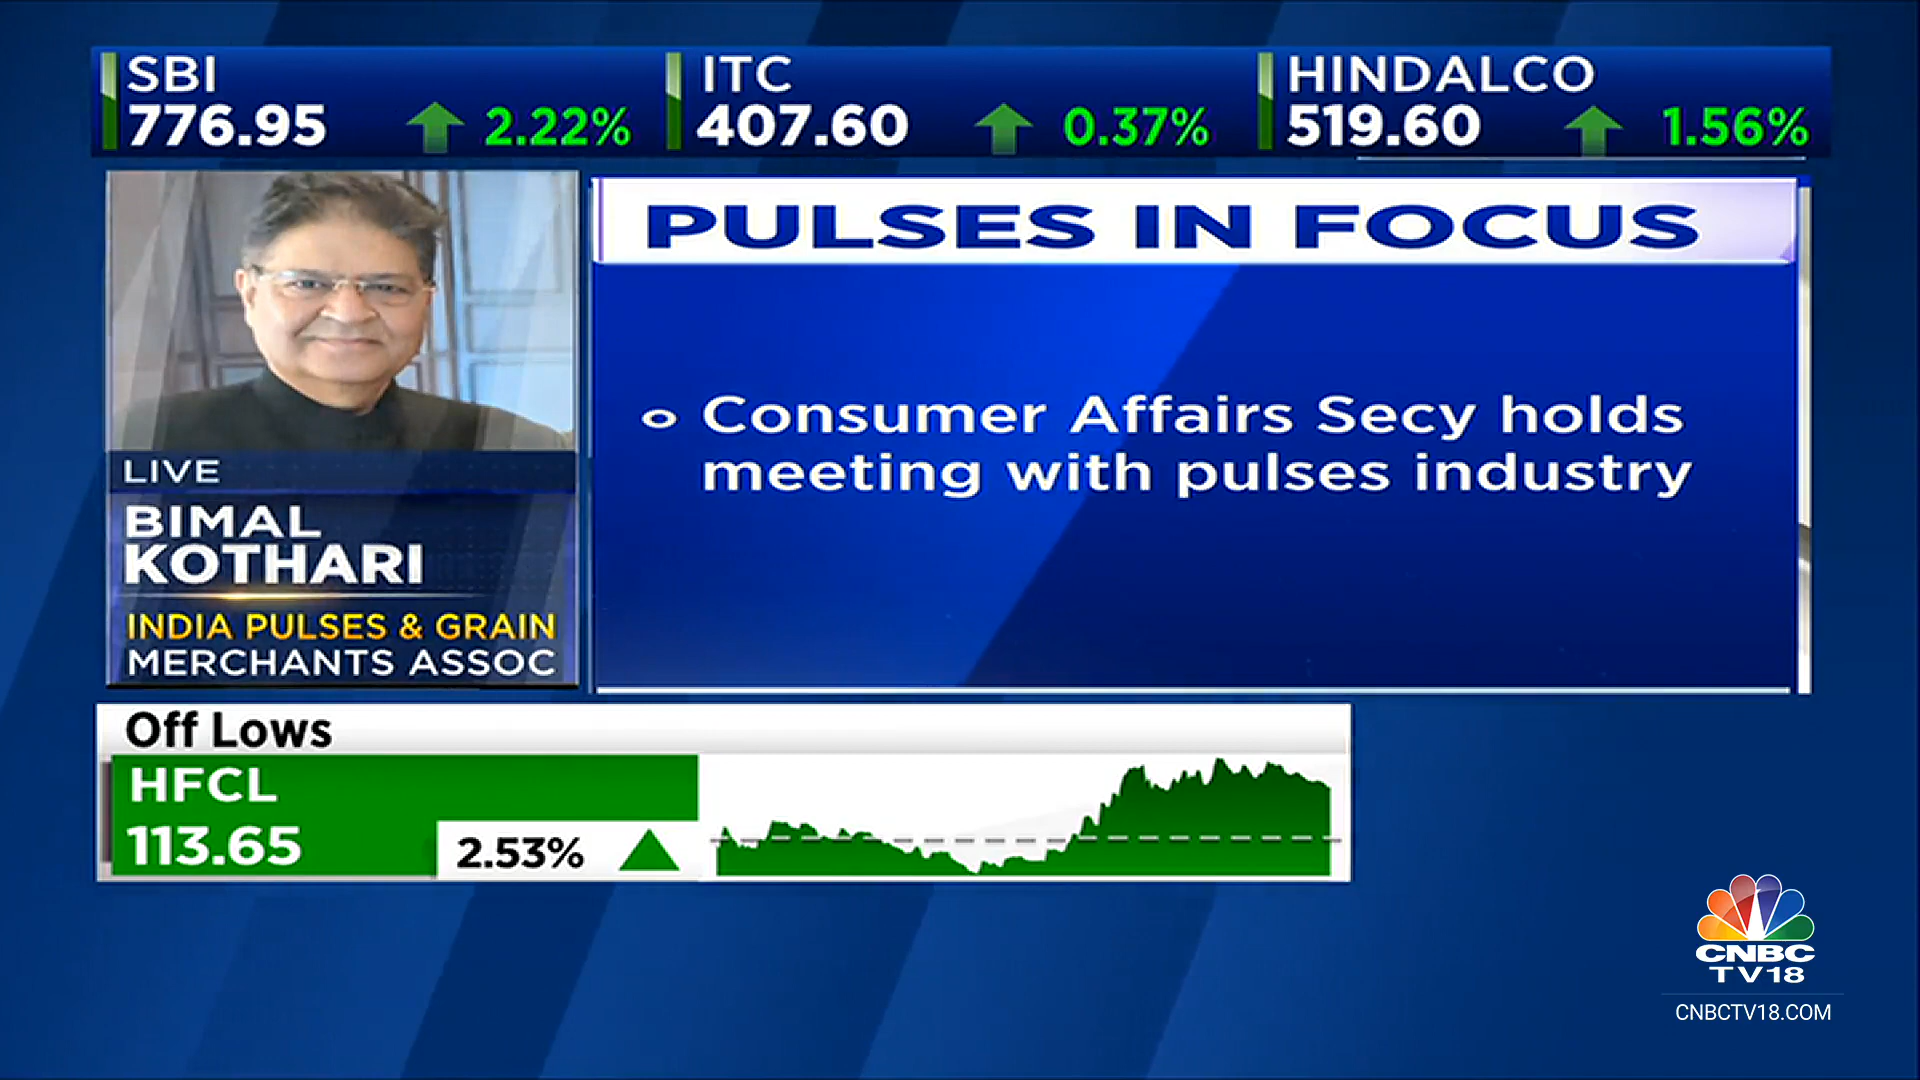 SBI
776.95 2.22%
ITC
407.60 0.37%
HINDALCO
519.60 1.56%
PULSES IN FOCUS
Consumer Affairs Secy holds
meeting with pulses industry
LIVE
BIMAL
KOTHARI
INDIA PULSES & GRAIN
MERCHANTS ASSOC
Off Lows
HFCL
113.65 2.53%
CNBC
TV18
CNBCTV18.COM